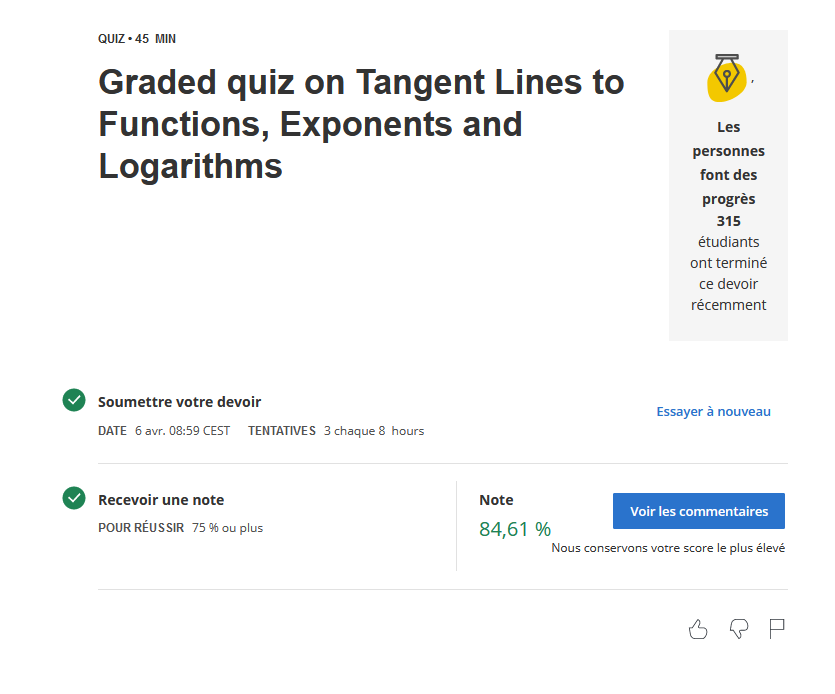 QUIZ • 45 MIN
Graded quiz on Tangent Lines to
Functions, Exponents and
Logarithms
,
Les
personnes
font des
progrès
315
étudiants
ont terminé
ce devoir
récemment
Soumettre votre devoir
DATE 6 avr. 08:59 CEST TENTATIVES 3 chaque 8 hours
Essayer à nouveau
Recevoir une note
POUR RÉUSSIR 75 % ou plus
Note
84,61 %
Voir les commentaires
Nous conservons votre score le plus élevé